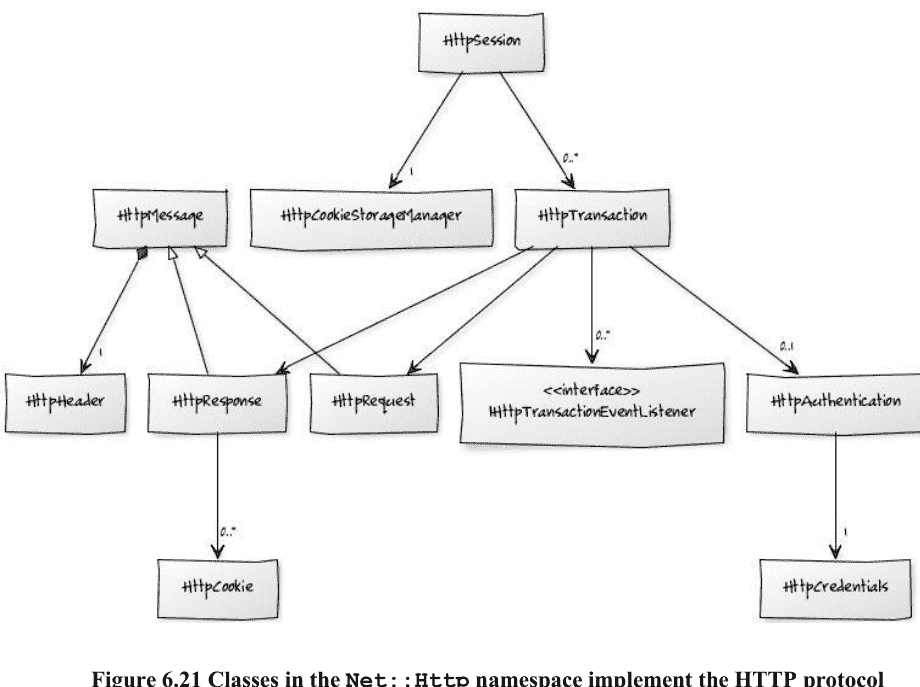 HttpSession
1
0..*
HttpMessage
HttpCookieStorageManager
HttpTransaction
1
0..*
0..1
HttpHeader
HttpResponse
HttpRequest
<<interface>>
IHttpTransactionEventListener
HttpAuthentication
0..*
1
HttpCookie
HttpCredentials
Figure 6.21 Classes in the Net::Http namespace implement the HTTP protocol